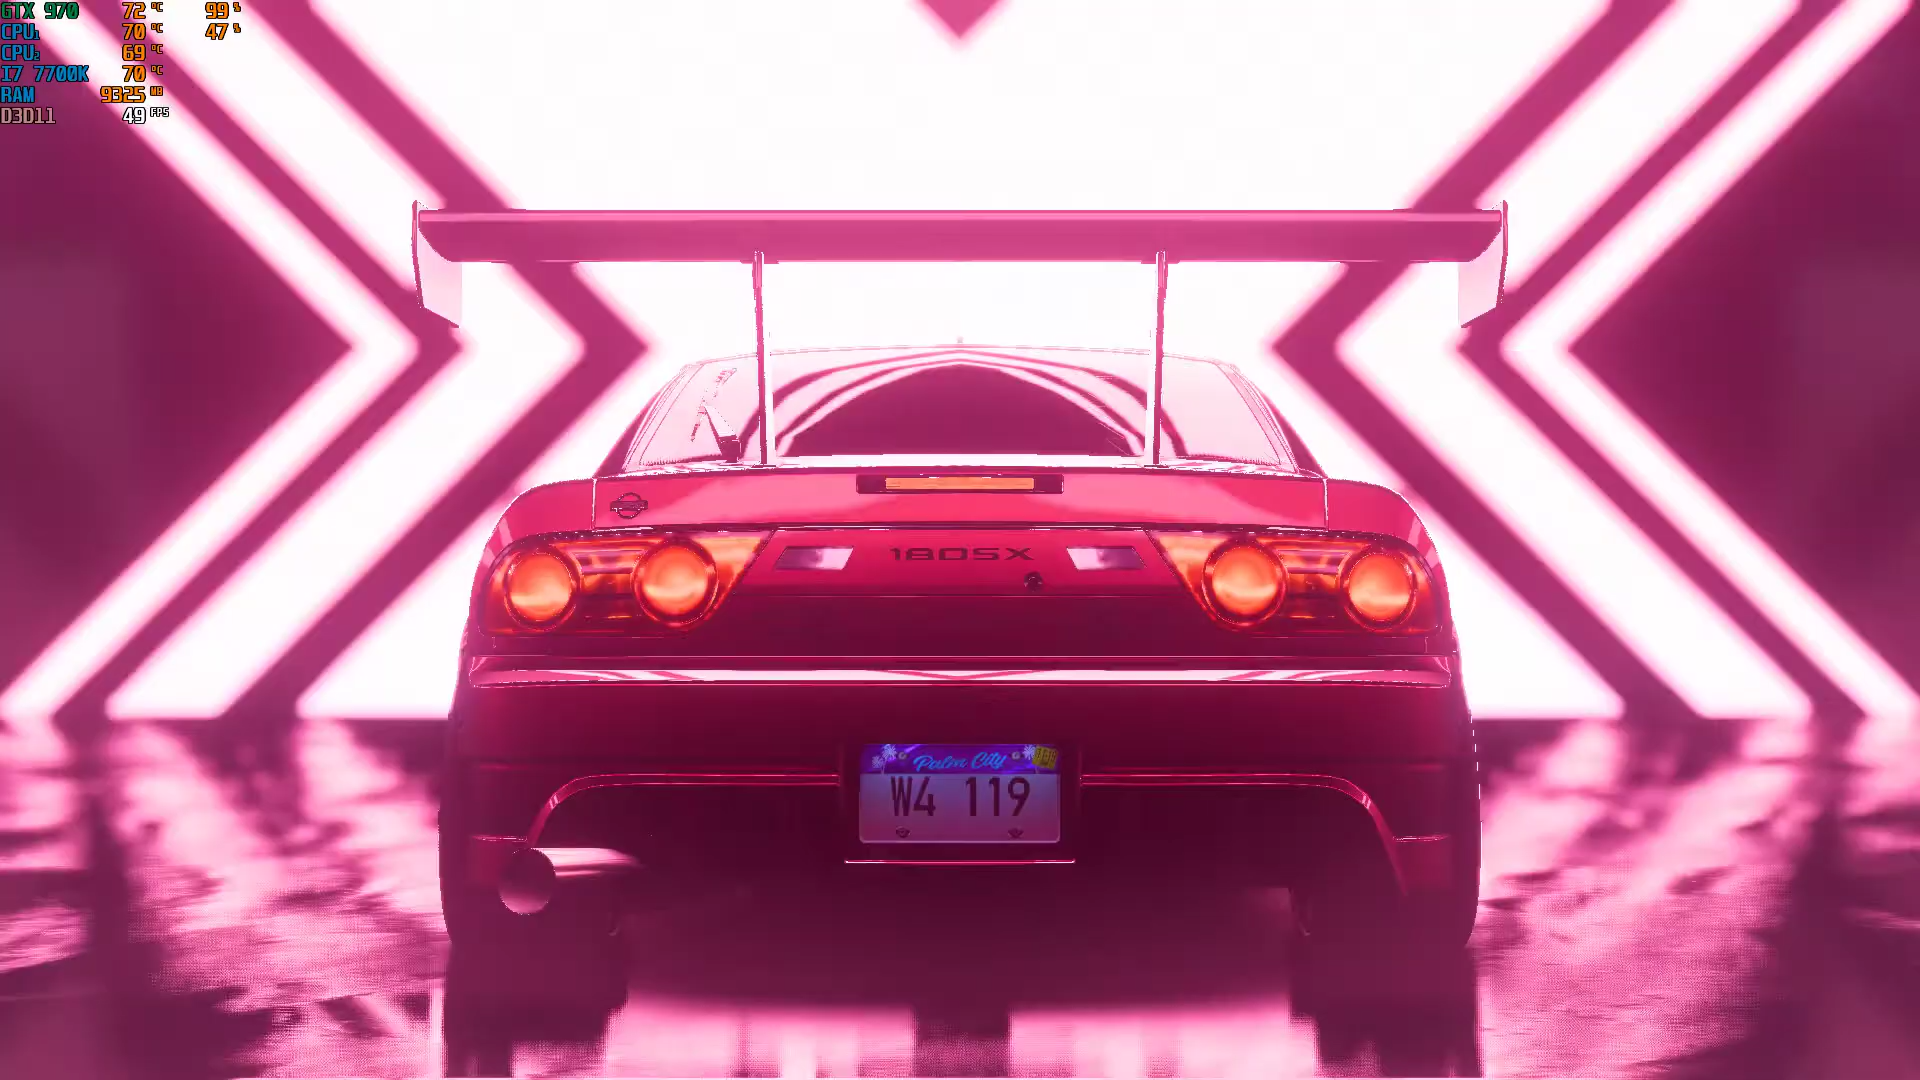 GTX 970 72 °C 99 %
CPU1 70 °C 47 %
CPU2 69 °C
I7 7700K 70 °C
RAM 9325 MB
D3D11 49 FPS
180SX
Palm City
W4 119